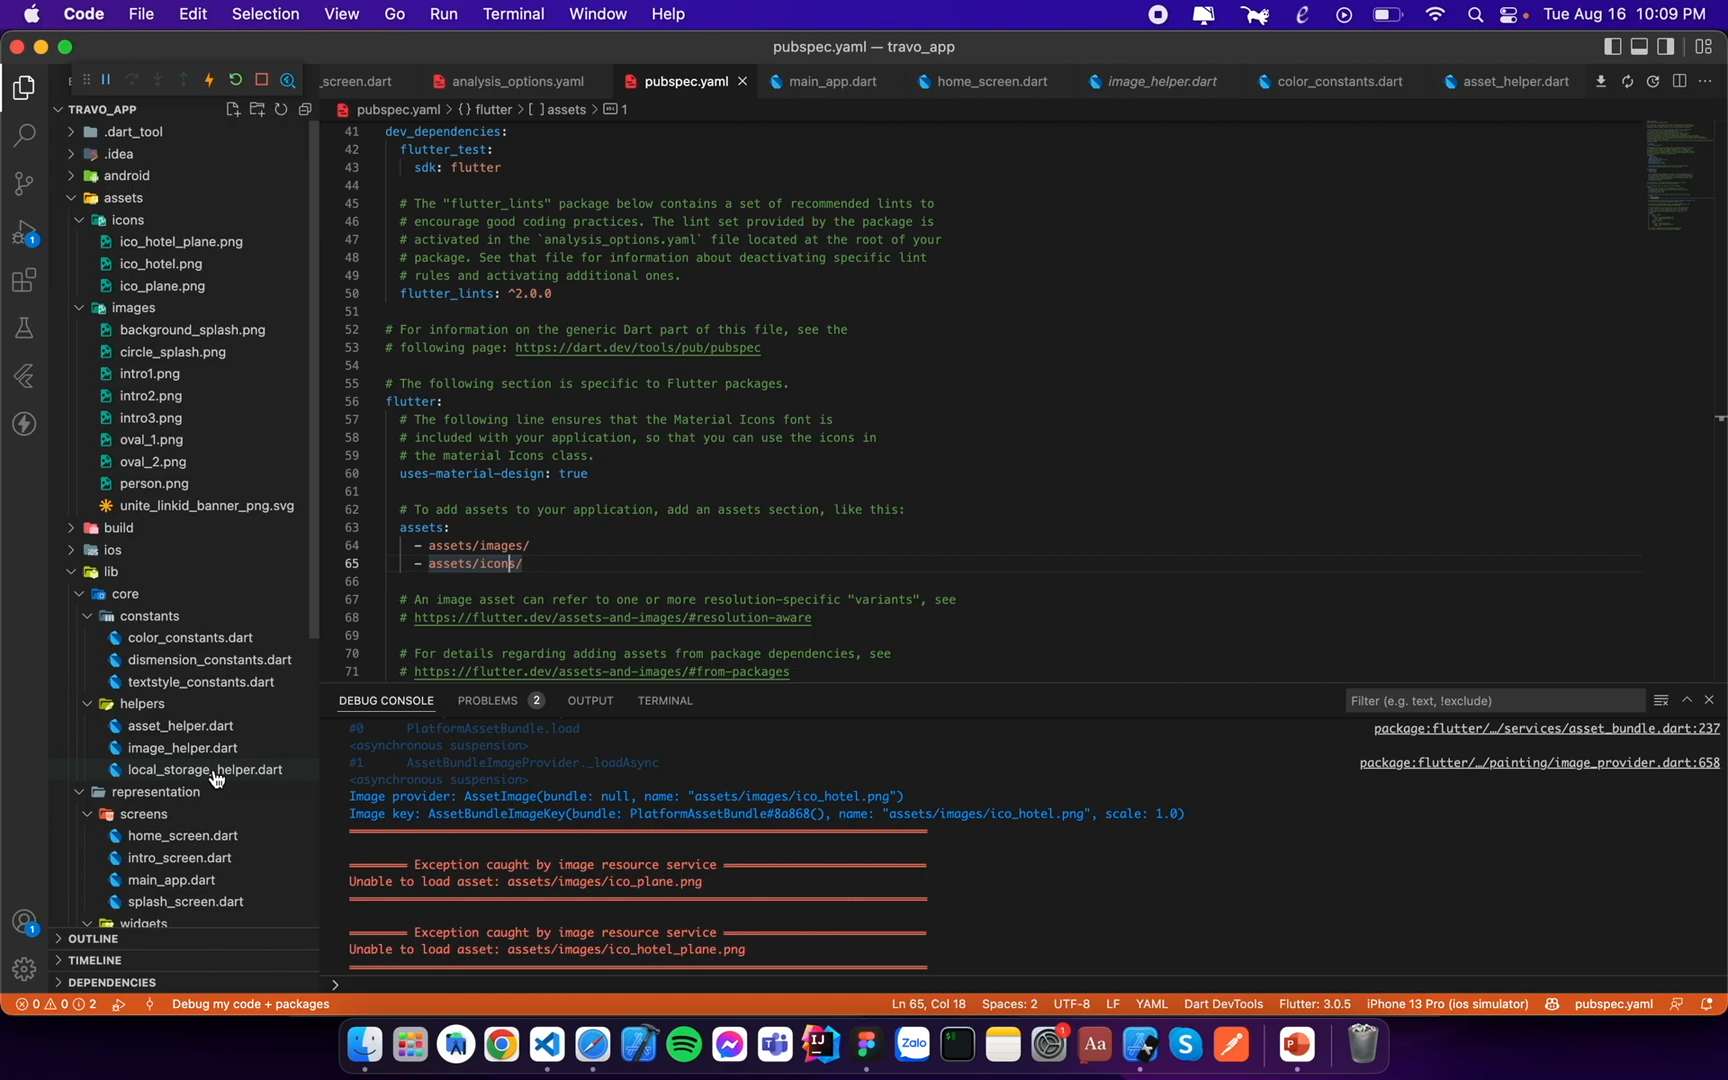 Code File Edit Selection View Go Run Terminal Window Help
Tue Aug 16 10:09 PM
pubspec.yaml — travo_app
_screen.dart
analysis_options.yaml
pubspec.yaml
main_app.dart
home_screen.dart
image_helper.dart
color_constants.dart
asset_helper.dart
TRAVO_APP
pubspec.yaml > {} flutter > [ ] assets > abc 1
.dart_tool
.idea
android
assets
icons
ico_hotel_plane.png
ico_hotel.png
ico_plane.png
images
background_splash.png
circle_splash.png
intro1.png
intro2.png
intro3.png
oval_1.png
oval_2.png
person.png
unite_linkid_banner_png.svg
build
ios
lib
core
constants
color_constants.dart
dismension_constants.dart
textstyle_constants.dart
helpers
asset_helper.dart
image_helper.dart
local_storage_helper.dart
representation
screens
home_screen.dart
intro_screen.dart
main_app.dart
splash_screen.dart
widgets
OUTLINE
TIMELINE
DEPENDENCIES
41 dev_dependencies:
42 flutter_test:
43 sdk: flutter
44
45 # The "flutter_lints" package below contains a set of recommended lints to
46 # encourage good coding practices. The lint set provided by the package is
47 # activated in the `analysis_options.yaml` file located at the root of your
48 # package. See that file for information about deactivating specific lint
49 # rules and activating additional ones.
50 flutter_lints: ^2.0.0
51
52 # For information on the generic Dart part of this file, see the
53 # following page: https://dart.dev/tools/pub/pubspec
54
55 # The following section is specific to Flutter packages.
56 flutter:
57 # The following line ensures that the Material Icons font is
58 # included with your application, so that you can use the icons in
59 # the material Icons class.
60 uses-material-design: true
61
62 # To add assets to your application, add an assets section, like this:
63 assets:
64 - assets/images/
65 - assets/icons/
66
67 # An image asset can refer to one or more resolution-specific "variants", see
68 # https://flutter.dev/assets-and-images/#resolution-aware
69
70 # For details regarding adding assets from package dependencies, see
71 # https://flutter.dev/assets-and-images/#from-packages
DEBUG CONSOLE PROBLEMS 2 OUTPUT TERMINAL
Filter (e.g. text, !exclude)
#0 PlatformAssetBundle.load
package:flutter/…/services/asset_bundle.dart:237
<asynchronous suspension>
#1 AssetBundleImageProvider._loadAsync
package:flutter/…/painting/image_provider.dart:658
<asynchronous suspension>
Image provider: AssetImage(bundle: null, name: "assets/images/ico_hotel.png")
Image key: AssetBundleImageKey(bundle: PlatformAssetBundle#8a868(), name: "assets/images/ico_hotel.png", scale: 1.0)
Exception caught by image resource service
Unable to load asset: assets/images/ico_plane.png
Exception caught by image resource service
Unable to load asset: assets/images/ico_hotel_plane.png
0 0 2 Debug my code + packages
Ln 65, Col 18 Spaces: 2 UTF-8 LF YAML Dart DevTools Flutter: 3.0.5 iPhone 13 Pro (ios simulator) pubspec.yaml
1
1
Zalo
IJ
Aa
1